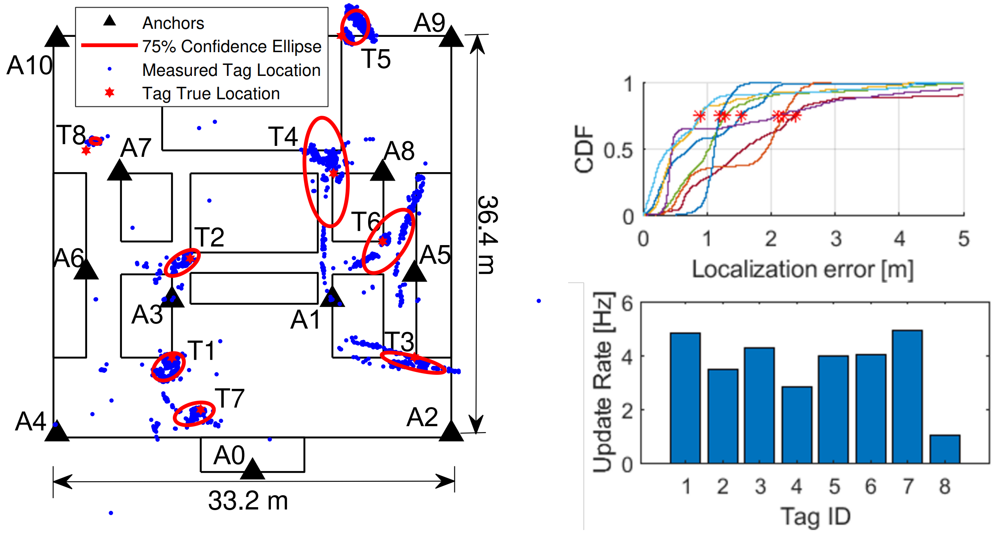 Anchors
75% Confidence Ellipse
Measured Tag Location
Tag True Location
A9
A10
T5
T8
A7
T4
A8
36.4 m
T6
T2
A6
A5
A3
A1
T3
T1
T7
A4
A2
A0
33.2 m
1
0.5
0
CDF
0 1 2 3 4 5
Localization error [m]
6
4
2
0
Update Rate [Hz]
1 2 3 4 5 6 7 8
Tag ID